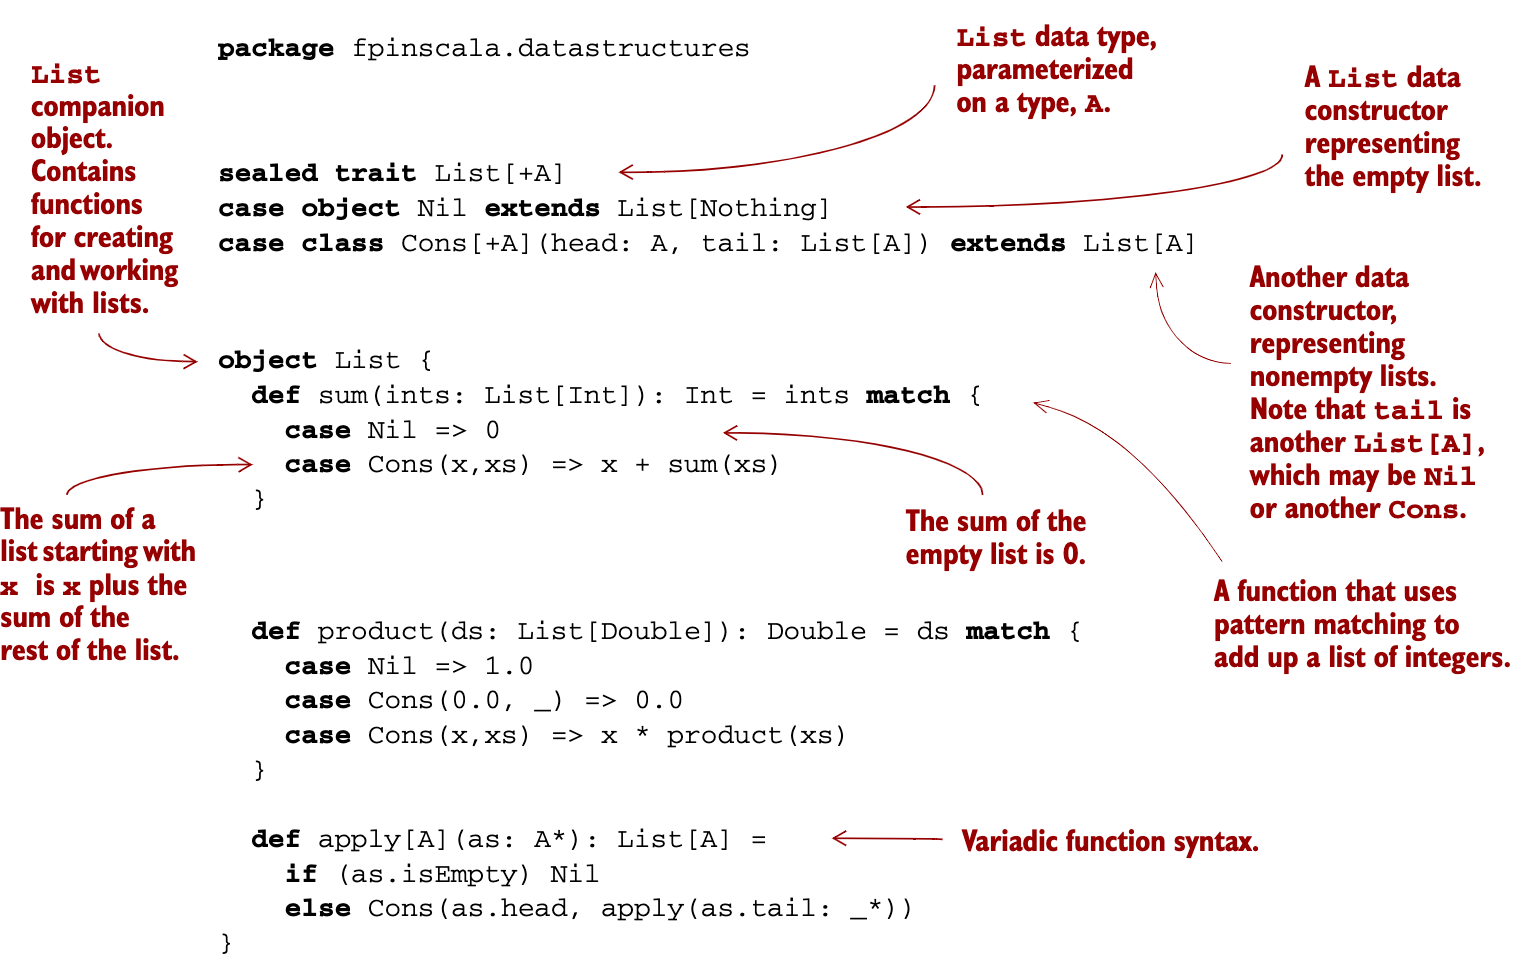 package fpinscala.datastructures
List data type,
parameterized
on a type, A.
A List data
constructor
representing
the empty list.
List
companion
object.
Contains
functions
for creating
and working
with lists.
sealed trait List[+A]
case object Nil extends List[Nothing]
case class Cons[+A](head: A, tail: List[A]) extends List[A]
Another data
constructor,
representing
nonempty lists.
Note that tail is
another List[A],
which may be Nil
or another Cons.
object List {
def sum(ints: List[Int]): Int = ints match {
case Nil => 0
case Cons(x,xs) => x + sum(xs)
}
The sum of a
list starting with
x is x plus the
sum of the
rest of the list.
The sum of the
empty list is 0.
A function that uses
pattern matching to
add up a list of integers.
def product(ds: List[Double]): Double = ds match {
case Nil => 1.0
case Cons(0.0, _) => 0.0
case Cons(x,xs) => x * product(xs)
}
def apply[A](as: A*): List[A] =
Variadic function syntax.
if (as.isEmpty) Nil
else Cons(as.head, apply(as.tail: _*))
}